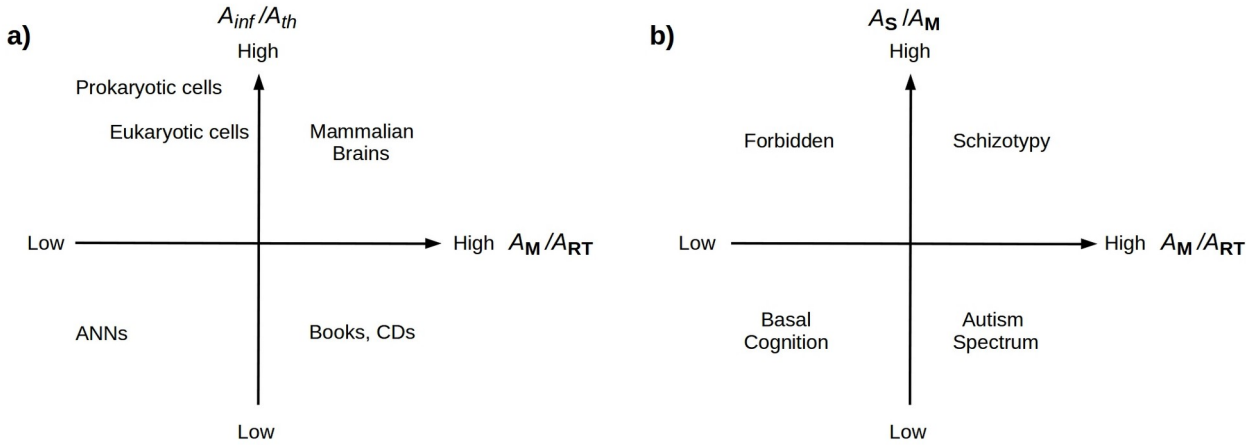 a)
A_inf /A_th
High
Prokaryotic cells
Eukaryotic cells
Mammalian
Brains
Low
High A_M /A_RT
ANNs
Books, CDs
Low
b)
A_S /A_M
High
Forbidden
Schizotypy
Low
High A_M /A_RT
Basal
Cognition
Autism
Spectrum
Low